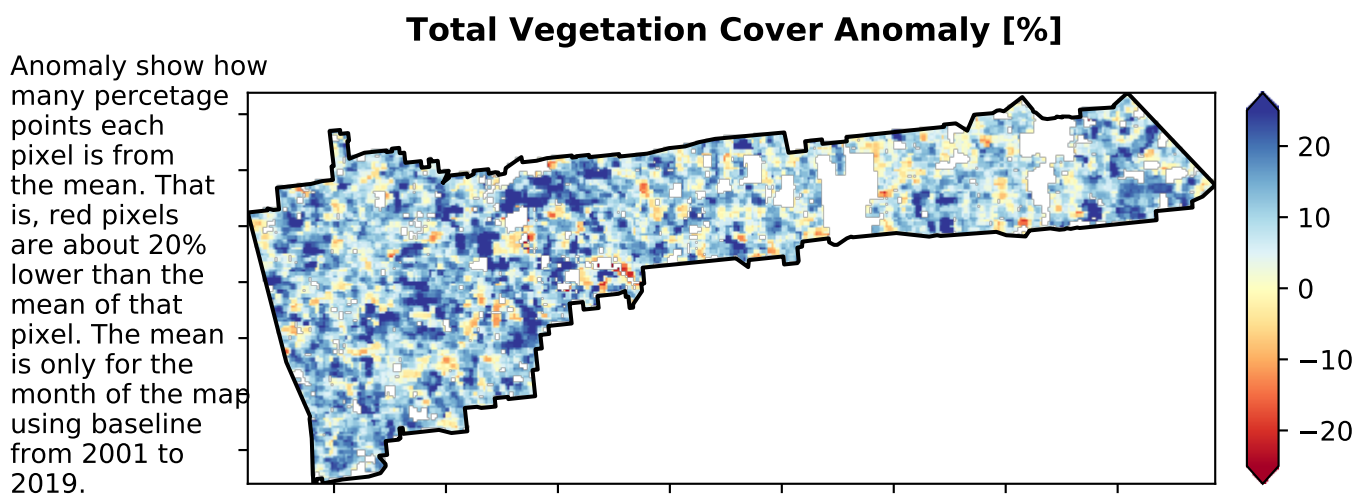 Total Vegetation Cover Anomaly [%]
Anomaly show how
many percetage
points each
pixel is from
the mean. That
is, red pixels
are about 20%
lower than the
mean of that
pixel. The mean
is only for the
month of the map
using baseline
from 2001 to
2019.
20
10
0
−10
−20